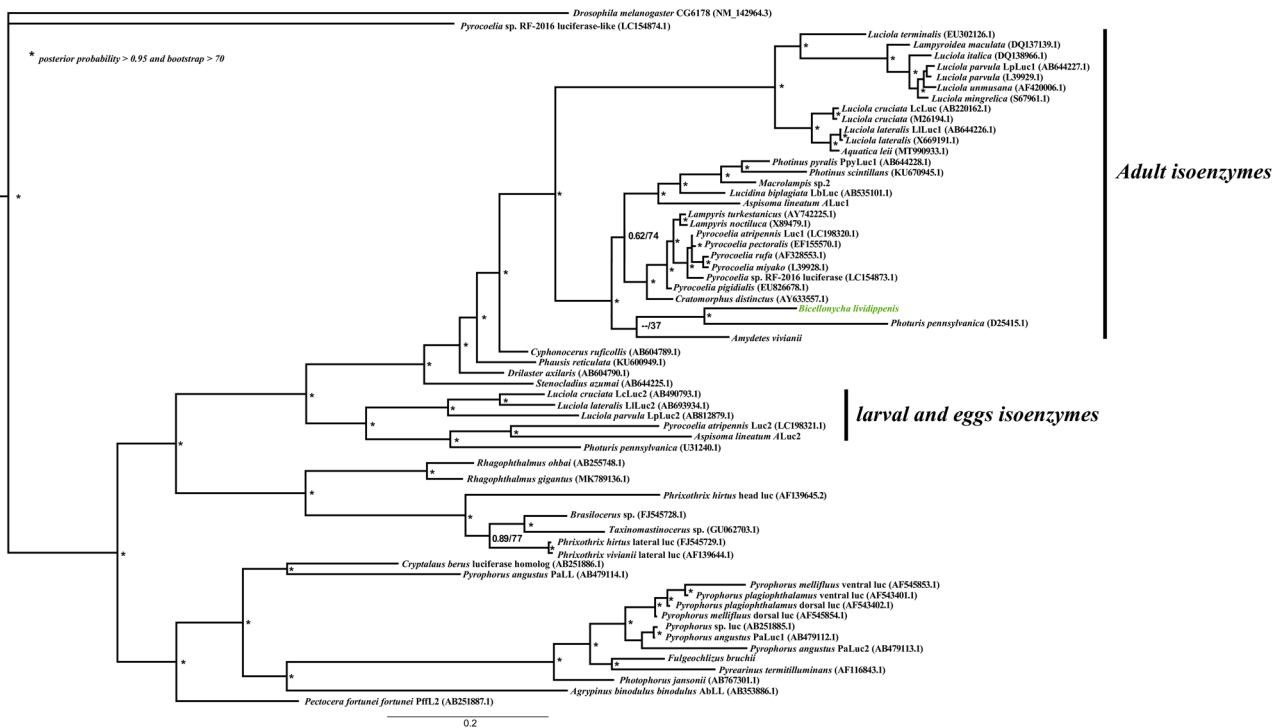 Drosophila melanogaster CG6178 (NM_142964.3)
Pyrocoelia sp. RF-2016 luciferase-like (LC154874.1)
* posterior probability > 0.95 and bootstrap > 70
Luciola terminalis (EU302126.1)
Lampyroidea maculata (DQ137139.1)
Luciola italica (DQ138966.1)
Luciola parvula LpLuc1 (AB644227.1)
Luciola parvula (L39929.1)
Luciola unmusana (AF420006.1)
Luciola mingrelica (S67961.1)
Luciola cruciata LcLuc (AB220162.1)
Luciola cruciata (M26194.1)
Luciola lateralis LlLuc1 (AB644226.1)
Luciola lateralis (X669191.1)
Aquatica leii (MT990933.1)
Photinus pyralis PpyLuc1 (AB644228.1)
Photinus scintillans (KU670945.1)
Macrolampis sp.2
Lucidina biplagiata LbLuc (AB535101.1)
Aspisoma lineatum ALuc1
Adult isoenzymes
Lampyris turkestanicus (AY742225.1)
Lampyris noctiluca (X89479.1)
0.62/74
Pyrocoelia atripennis Luc1 (LC198320.1)
Pyrocoelia pectoralis (EF155570.1)
Pyrocoelia rufa (AF328553.1)
Pyrocoelia miyako (L39928.1)
Pyrocoelia sp. RF-2016 luciferase (LC154873.1)
Pyrocoelia pigidialis (EU826678.1)
Cratomorphus distinctus (AY633557.1)
Bicellonycha lividippenis
--/37
Photuris pennsylvanica (D25415.1)
Amydetes vivianii
Cyphonocerus ruficollis (AB604789.1)
Phausis reticulata (KU600949.1)
Drilaster axilaris (AB604790.1)
Stenocladius azumai (AB644225.1)
Luciola cruciata LcLuc2 (AB490793.1)
Luciola lateralis LlLuc2 (AB693934.1)
Luciola parvula LpLuc2 (AB812879.1)
larval and eggs isoenzymes
Pyrocoelia atripennis Luc2 (LC198321.1)
Aspisoma lineatum ALuc2
Photuris pennsylvanica (U31240.1)
Rhagophthalmus ohbai (AB255748.1)
Rhagophthalmus gigantus (MK789136.1)
Phrixothrix hirtus head luc (AF139645.2)
Brasilocerus sp. (FJ545728.1)
Taxinomastinocerus sp. (GU062703.1)
0.89/77
Phrixothrix hirtus lateral luc (FJ545729.1)
Phrixothrix vivianii lateral luc (AF139644.1)
Cryptalaus berus luciferase homolog (AB251886.1)
Pyrophorus angustus PaLL (AB479114.1)
Pyrophorus mellifluus ventral luc (AF545853.1)
Pyrophorus plagiophthalamus ventral luc (AF543401.1)
Pyrophorus plagiophthalamus dorsal luc (AF543402.1)
Pyrophorus mellifluus dorsal luc (AF545854.1)
Pyrophorus sp. luc (AB251885.1)
Pyrophorus angustus PaLuc1 (AB479112.1)
Pyrophorus angustus PaLuc2 (AB479113.1)
Fulgeochlizus bruchii
Pyrearinus termitilluminans (AF116843.1)
Photophorus jansonii (AB767301.1)
Agrypinus binodulus binodulus AbLL (AB353886.1)
Pectocera fortunei fortunei PffL2 (AB251887.1)
0.2